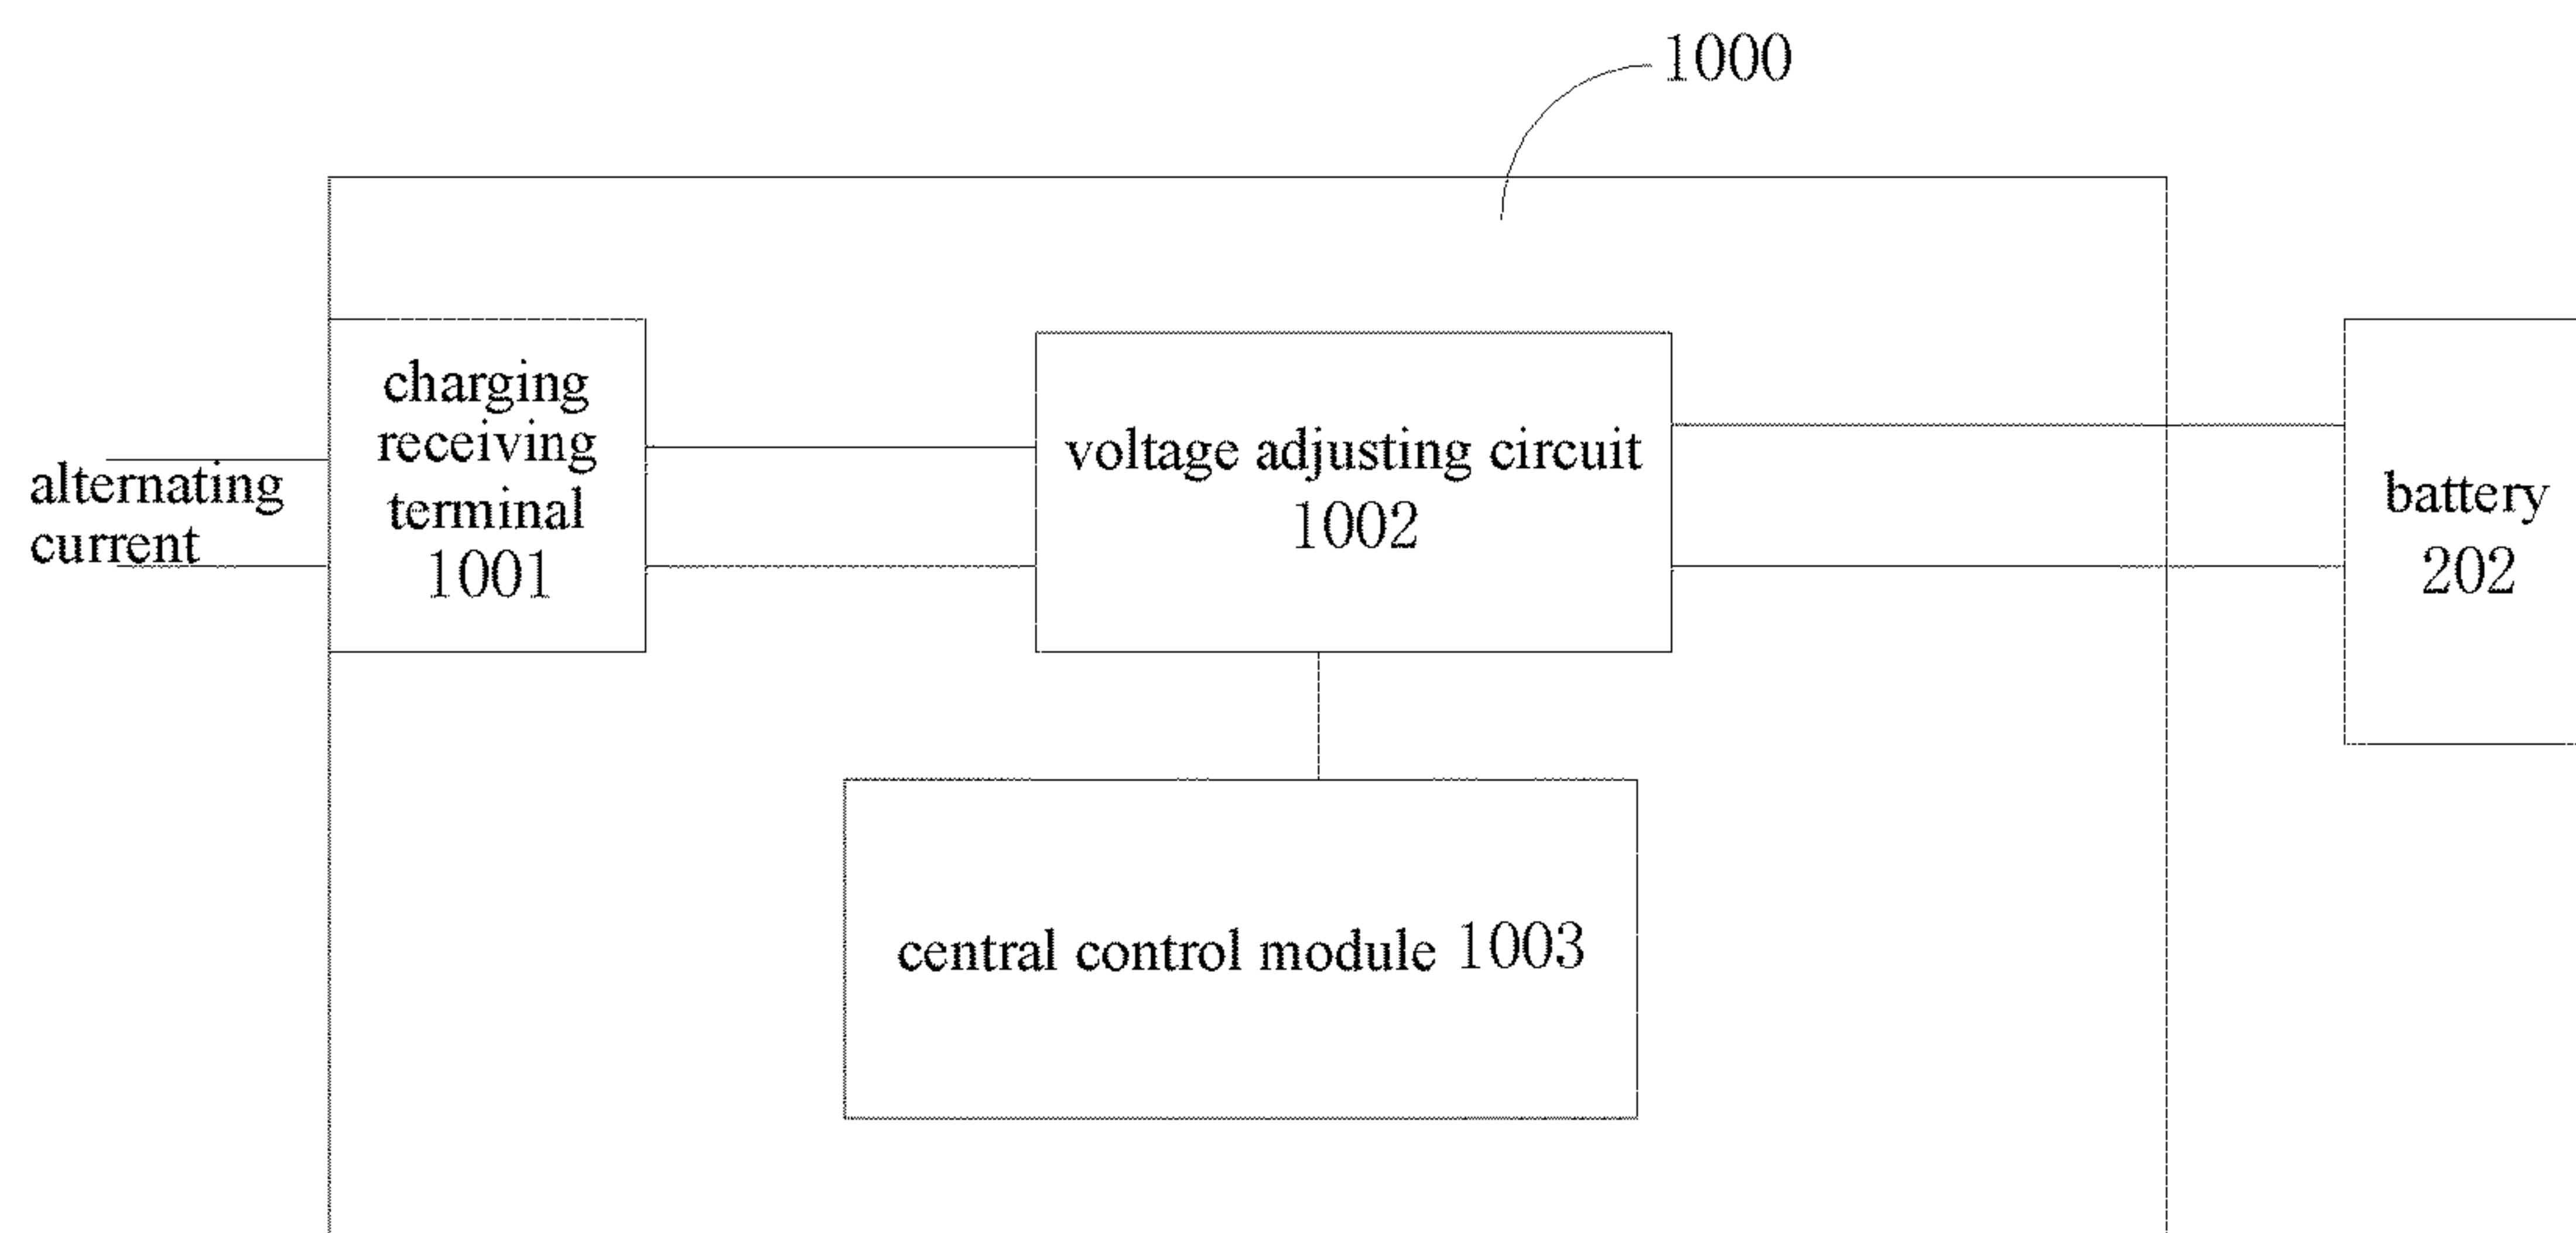 1000
alternating
current
charging
receiving
terminal
1001
voltage adjusting circuit
1002
battery
202
central control module 1003